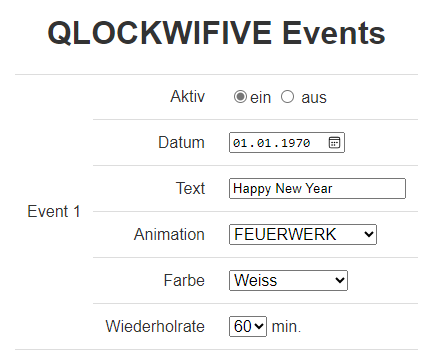 QLOCKWIFIVE Events
Aktiv ein aus
Datum 01.01.1970
Text Happy New Year
Event 1
Animation FEUERWERK
Farbe Weiss
Wiederholrate 60 min.